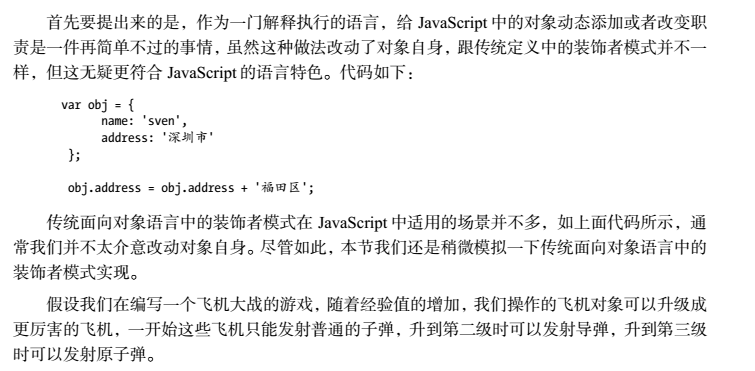 首先要提出来的是，作为一门解释执行的语言，给 JavaScript 中的对象动态添加或者改变职
责是一件再简单不过的事情，虽然这种做法改动了对象自身，跟传统定义中的装饰者模式并不一
样，但这无疑更符合 JavaScript 的语言特色。代码如下：
var obj = {
name: 'sven',
address: '深圳市'
};
obj.address = obj.address + '福田区';
传统面向对象语言中的装饰者模式在 JavaScript 中适用的场景并不多，如上面代码所示，通
常我们并不太介意改动对象自身。尽管如此，本节我们还是稍微模拟一下传统面向对象语言中的
装饰者模式实现。
假设我们在编写一个飞机大战的游戏，随着经验值的增加，我们操作的飞机对象可以升级成
更厉害的飞机，一开始这些飞机只能发射普通的子弹，升到第二级时可以发射导弹，升到第三级
时可以发射原子弹。